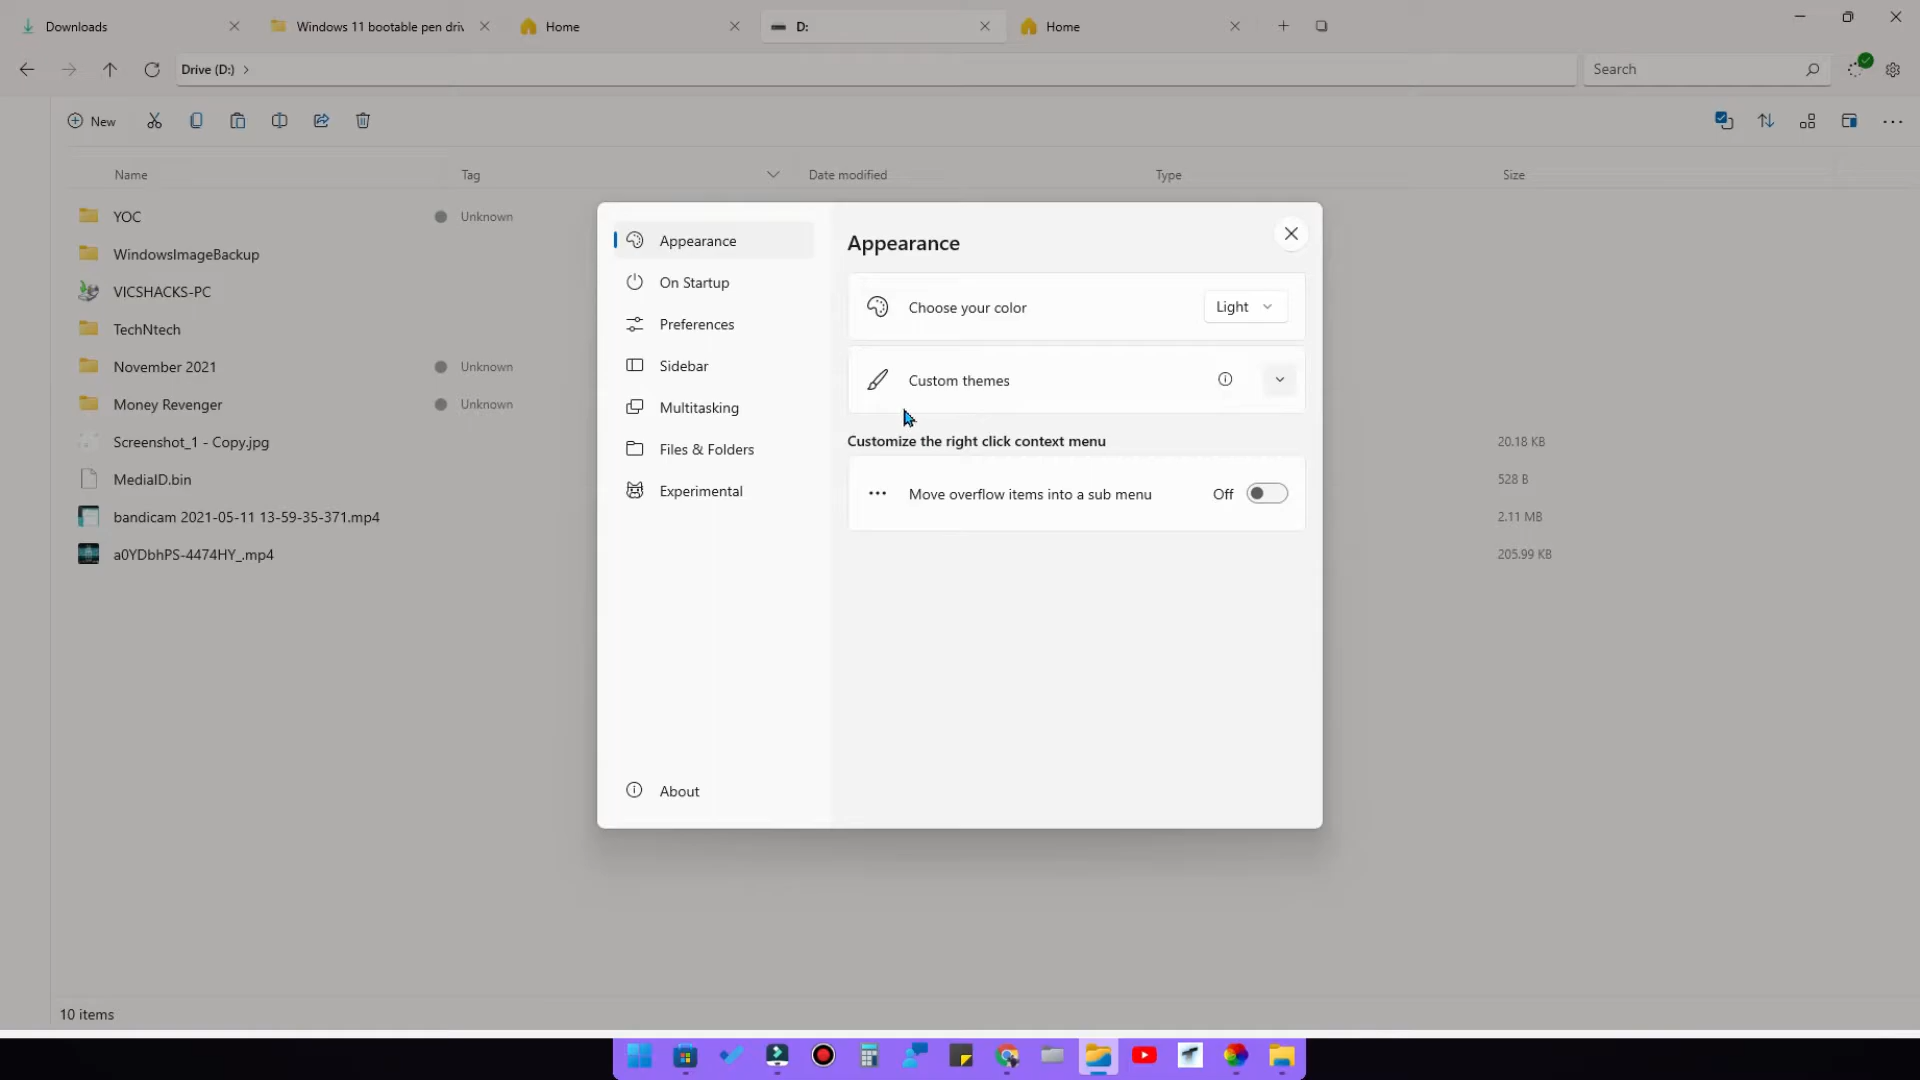 Downloads
Windows 11 bootable pen driv
Home
D:
Home
Drive (D:)
Search
New
Name Tag Date modified Type Size
YOC Unknown
WindowsImageBackup
VICSHACKS-PC
TechNtech
November 2021 Unknown
Money Revenger Unknown
Screenshot_1 - Copy.jpg 20.18 KB
MediaID.bin 528 B
bandicam 2021-05-11 13-59-35-371.mp4 2.11 MB
a0YDbhPS-4474HY_.mp4 205.99 KB
10 items
Appearance
On Startup
Preferences
Sidebar
Multitasking
Files & Folders
Experimental
About
Appearance
Choose your color Light
Custom themes
Customize the right click context menu
Move overflow items into a sub menu Off